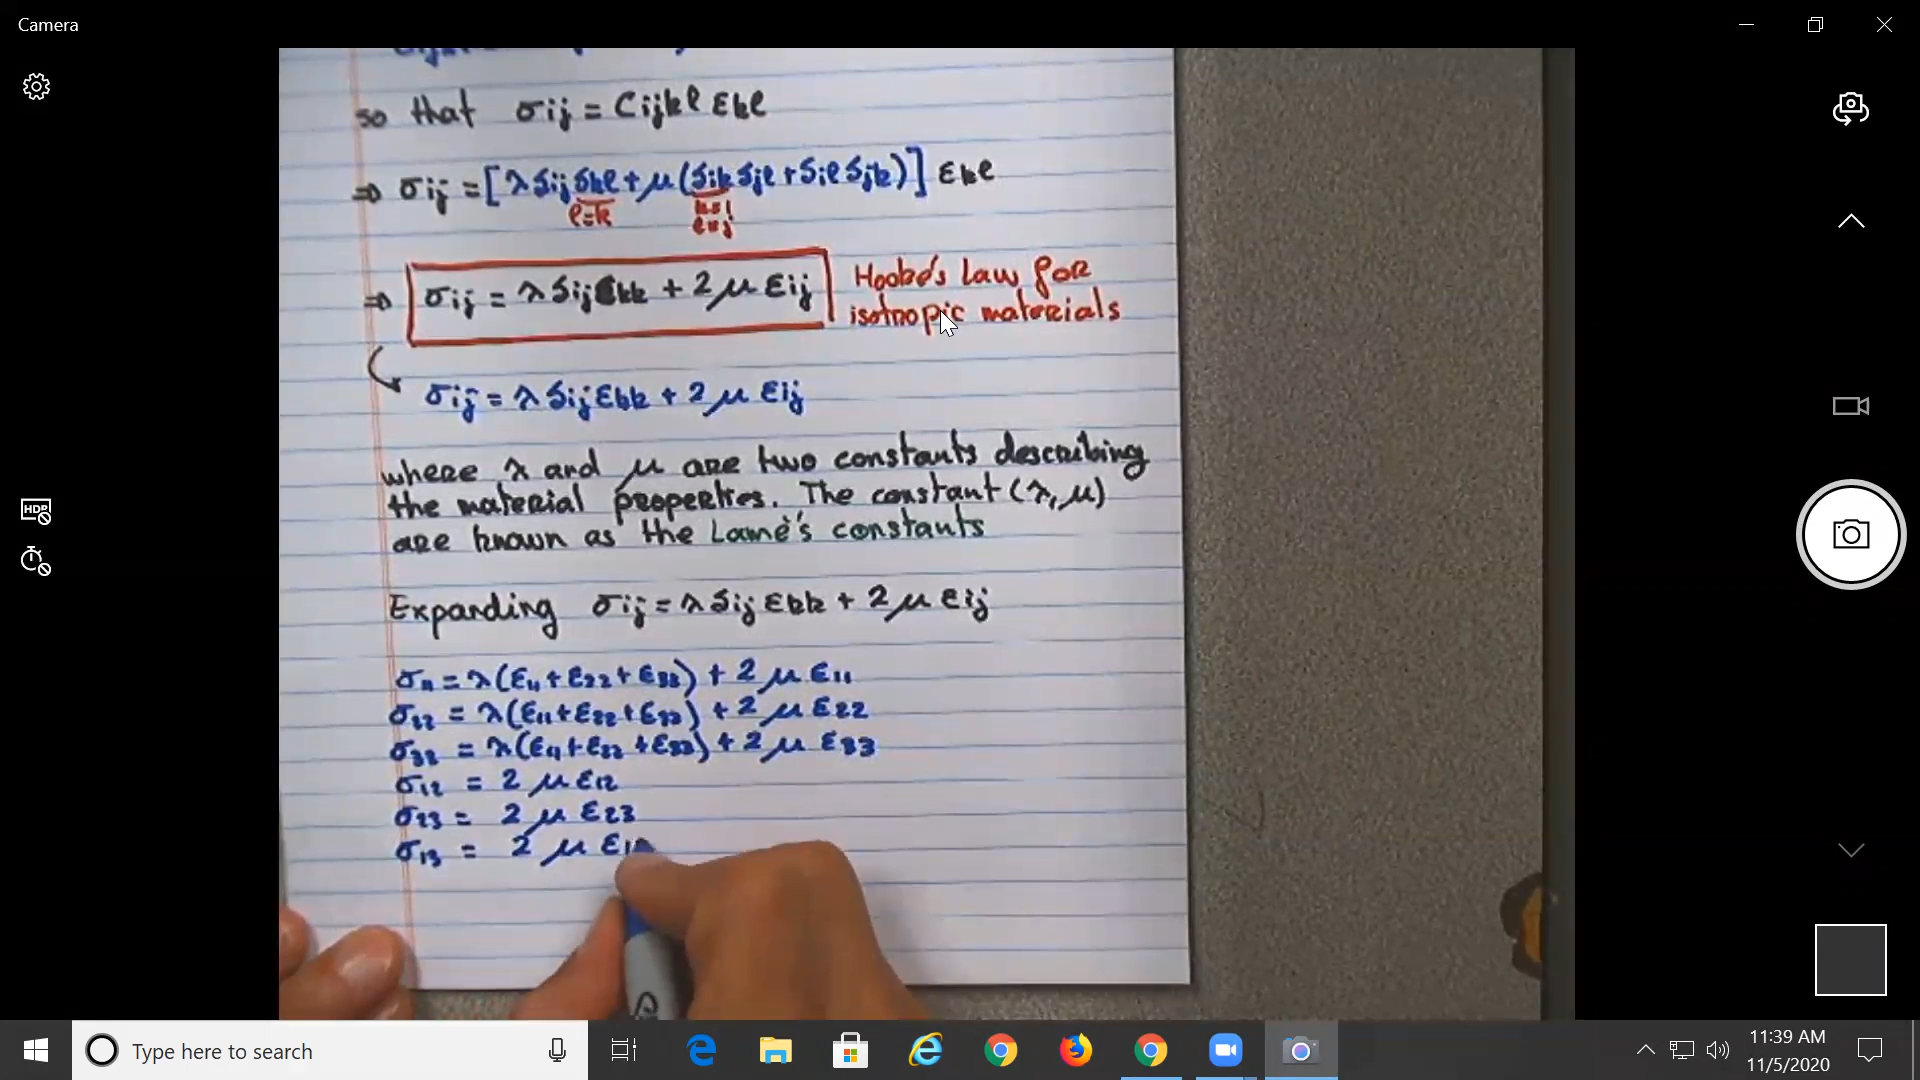 Camera
so that σij = Cijkl εkl
⇒ σij = [λ δij δkl + μ (δik δjl + δil δjk)] εkl
l=k
k=i
l=j
⇒ σij = λ δij εkk + 2 μ εij
Hooke's law for
isotropic materials
σij = λ δij εkk + 2 μ εij
where λ and μ are two constants describing
the material properties. The constant (λ, μ)
are known as the Lamé's constants
Expanding σij = λ δij εkk + 2 μ εij
σ11 = λ(ε11 + ε22 + ε33) + 2 μ ε11
σ22 = λ(ε11 + ε22 + ε33) + 2 μ ε22
σ33 = λ(ε11 + ε22 + ε33) + 2 μ ε33
σ12 = 2 μ ε12
σ23 = 2 μ ε23
σ13 = 2 μ ε1
HDR
Type here to search
11:39 AM
11/5/2020